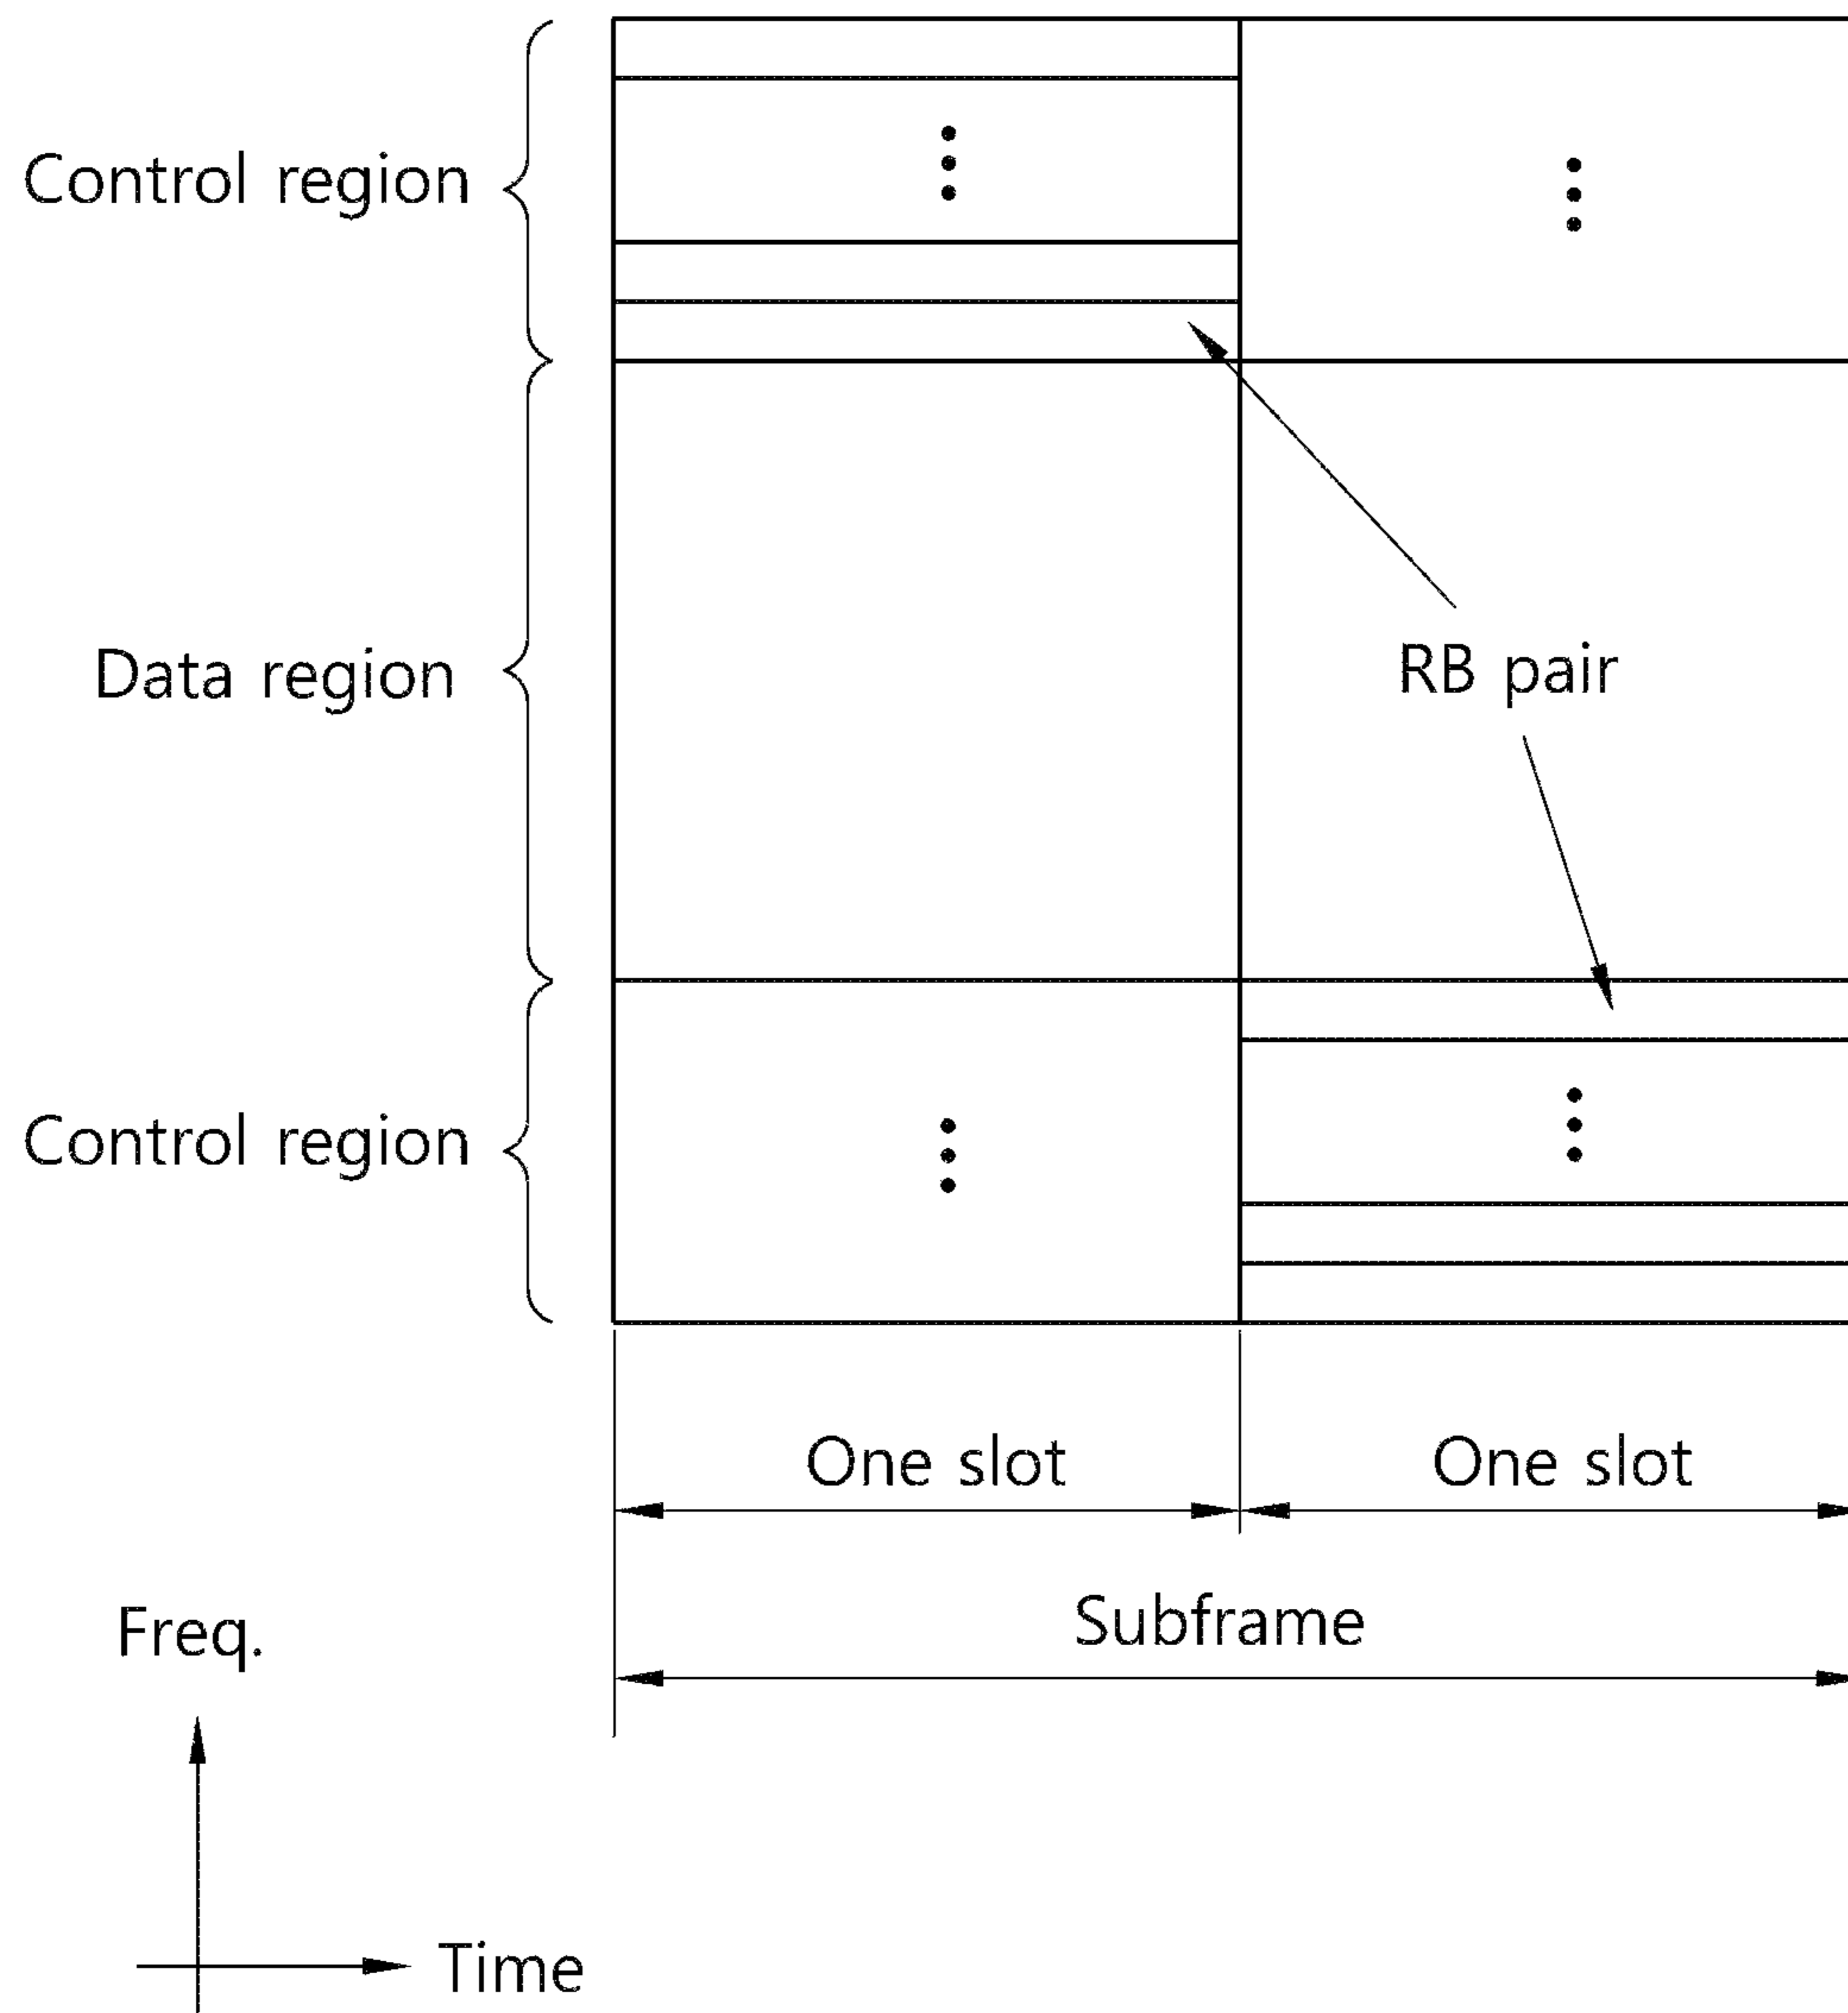 Control region
Data region
RB pair
Control region
One slot
One slot
Subframe
Freq.
Time